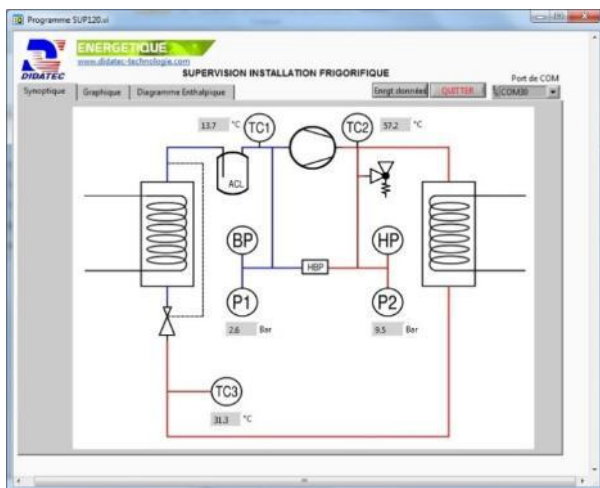 Programme SUP120.vi
DIDATEC
ENERGETIQUE
www.didatec-technologie.com
SUPERVISION INSTALLATION FRIGORIFIQUE
Port de COM
Synoptique
Graphique
Diagramme Enthalpique
Enrgt données
QUITTER
COM30
13.7 °C
TC1
TC2
57.2 °C
ACL
BP
HP
HBP
P1
P2
2.6 Bar
9.5 Bar
TC3
31.3 °C